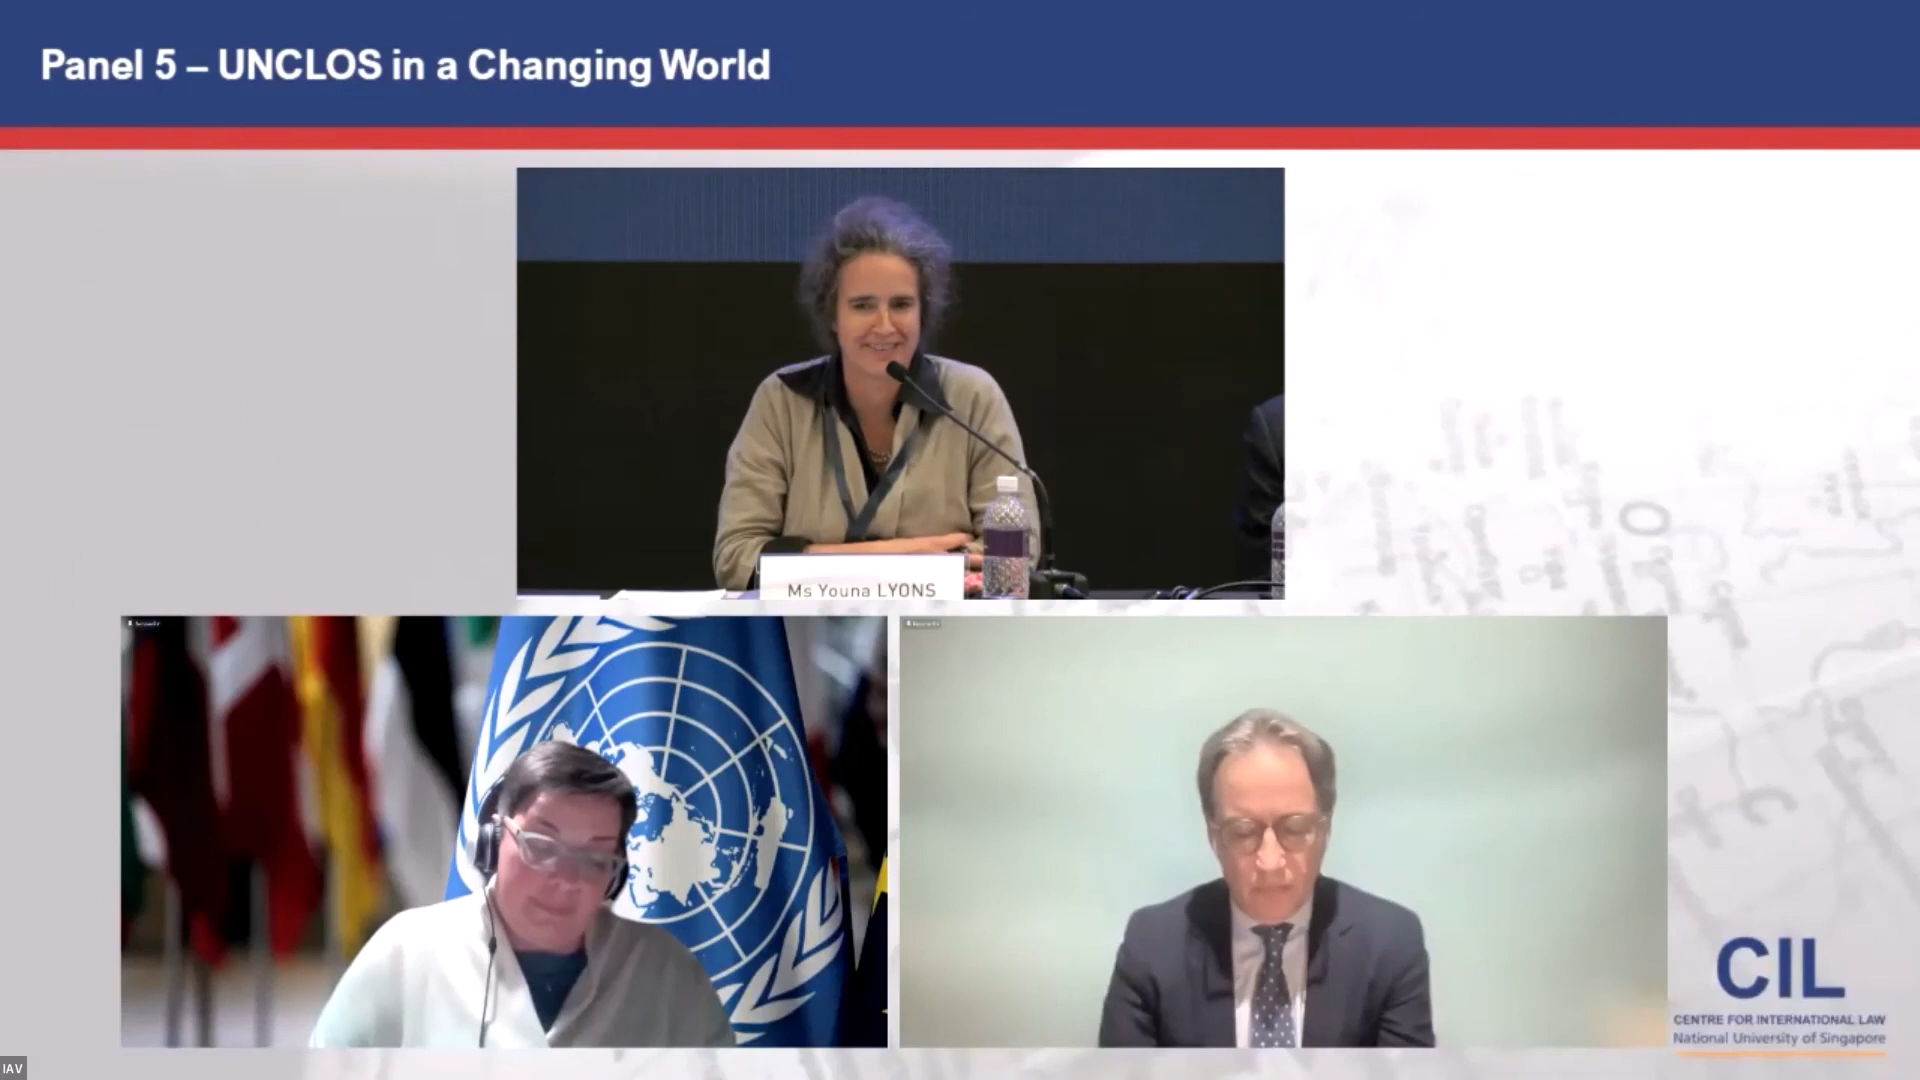 Panel 5 – UNCLOS in a Changing World
Ms Youna LYONS
CIL
CENTRE FOR INTERNATIONAL LAW
National University of Singapore
IAV